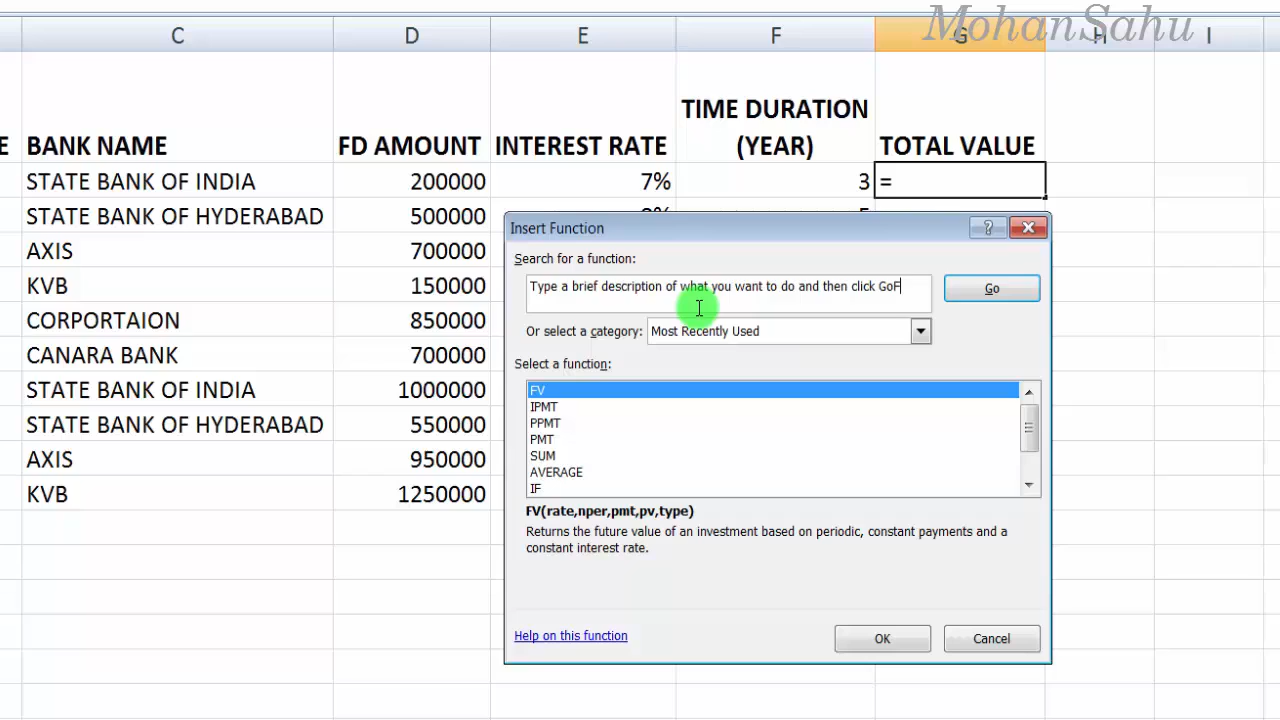 MohanSahu
C D E F G H I
TIME DURATION
E BANK NAME FD AMOUNT INTEREST RATE (YEAR) TOTAL VALUE
STATE BANK OF INDIA 200000 7% 3 =
STATE BANK OF HYDERABAD 500000
AXIS 700000
KVB 150000
CORPORTAION 850000
CANARA BANK 700000
STATE BANK OF INDIA 1000000
STATE BANK OF HYDERABAD 550000
AXIS 950000
KVB 1250000
Insert Function
?
Search for a function:
Type a brief description of what you want to do and then click GoF
Go
Or select a category: Most Recently Used
Select a function:
FV
IPMT
PPMT
PMT
SUM
AVERAGE
IF
FV(rate,nper,pmt,pv,type)
Returns the future value of an investment based on periodic, constant payments and a
constant interest rate.
Help on this function
OK Cancel